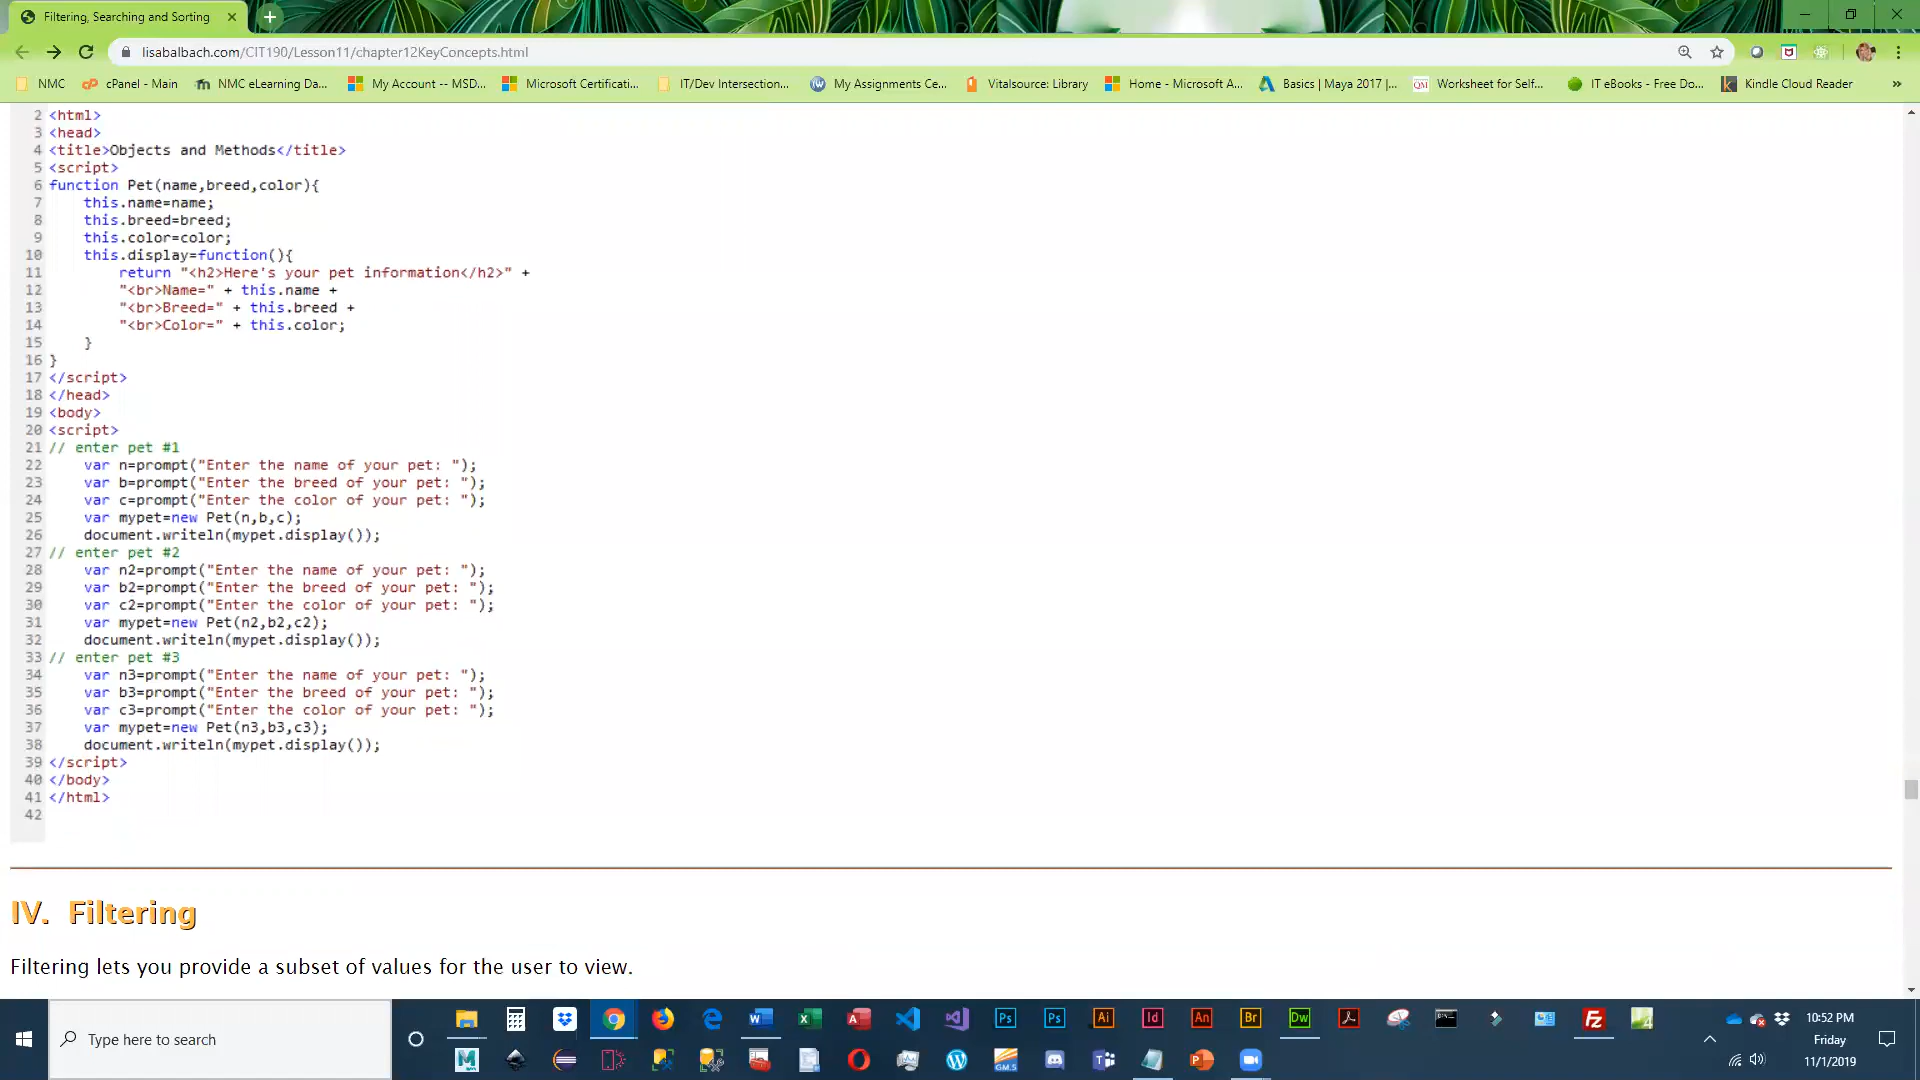 Filtering, Searching and Sorting
lisabalbach.com/CIT190/Lesson11/chapter12KeyConcepts.html
NMC cPanel - Main NMC eLearning Da... My Account -- MSD... Microsoft Certificati... IT/Dev Intersection... My Assignments Ce... Vitalsource: Library Home - Microsoft A... Basics | Maya 2017 |... Worksheet for Self... IT eBooks - Free Do... Kindle Cloud Reader »
2 <html>
3 <head>
4 <title>Objects and Methods</title>
5 <script>
6 function Pet(name,breed,color){
7 this.name=name;
8 this.breed=breed;
9 this.color=color;
10 this.display=function(){
11 return "<h2>Here's your pet information</h2>" +
12 "<br>Name=" + this.name +
13 "<br>Breed=" + this.breed +
14 "<br>Color=" + this.color;
15 }
16 }
17 </script>
18 </head>
19 <body>
20 <script>
21 // enter pet #1
22 var n=prompt("Enter the name of your pet: ");
23 var b=prompt("Enter the breed of your pet: ");
24 var c=prompt("Enter the color of your pet: ");
25 var mypet=new Pet(n,b,c);
26 document.writeln(mypet.display());
27 // enter pet #2
28 var n2=prompt("Enter the name of your pet: ");
29 var b2=prompt("Enter the breed of your pet: ");
30 var c2=prompt("Enter the color of your pet: ");
31 var mypet=new Pet(n2,b2,c2);
32 document.writeln(mypet.display());
33 // enter pet #3
34 var n3=prompt("Enter the name of your pet: ");
35 var b3=prompt("Enter the breed of your pet: ");
36 var c3=prompt("Enter the color of your pet: ");
37 var mypet=new Pet(n3,b3,c3);
38 document.writeln(mypet.display());
39 </script>
40 </body>
41 </html>
42
IV. Filtering
Filtering lets you provide a subset of values for the user to view.
Type here to search
10:52 PM
Friday
11/1/2019